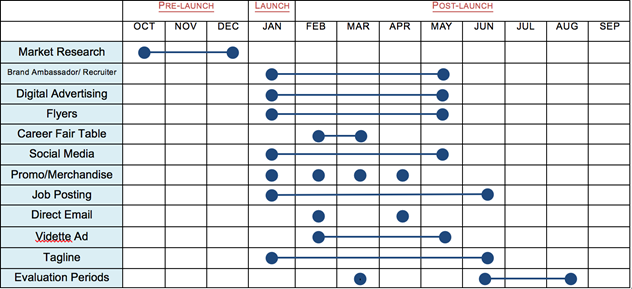 PRE-LAUNCH LAUNCH POST-LAUNCH
OCT NOV DEC JAN FEB MAR APR MAY JUN JUL AUG SEP
Market Research
Brand Ambassador/ Recruiter
Digital Advertising
Flyers
Career Fair Table
Social Media
Promo/Merchandise
Job Posting
Direct Email
Vidette Ad
Tagline
Evaluation Periods